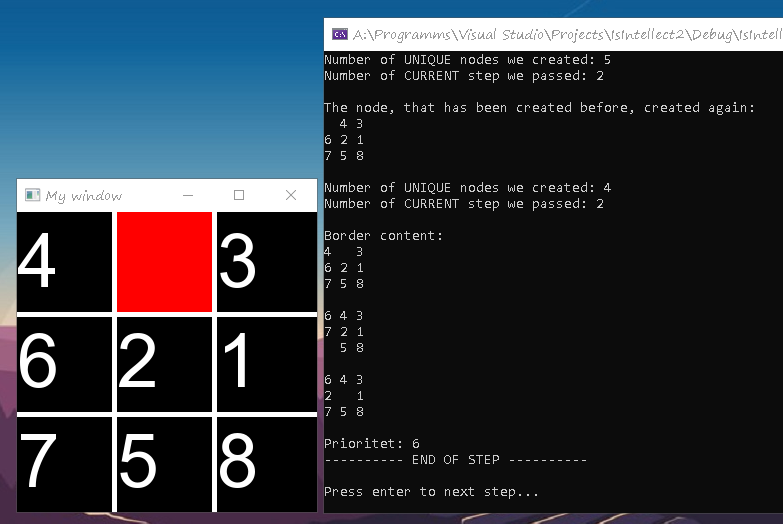 A:\Programms\Visual Studio\Projects\IsIntellect2\Debug\IsIntell
Number of UNIQUE nodes we created: 5
Number of CURRENT step we passed: 2
The node, that has been created before, created again:
4 3
6 2 1
7 5 8
Number of UNIQUE nodes we created: 4
Number of CURRENT step we passed: 2
Border content:
4   3
6 2 1
7 5 8
6 4 3
7 2 1
5 8
6 4 3
2   1
7 5 8
Prioritet: 6
---------- END OF STEP ----------
Press enter to next step...
My window
4 3
6 2 1
7 5 8